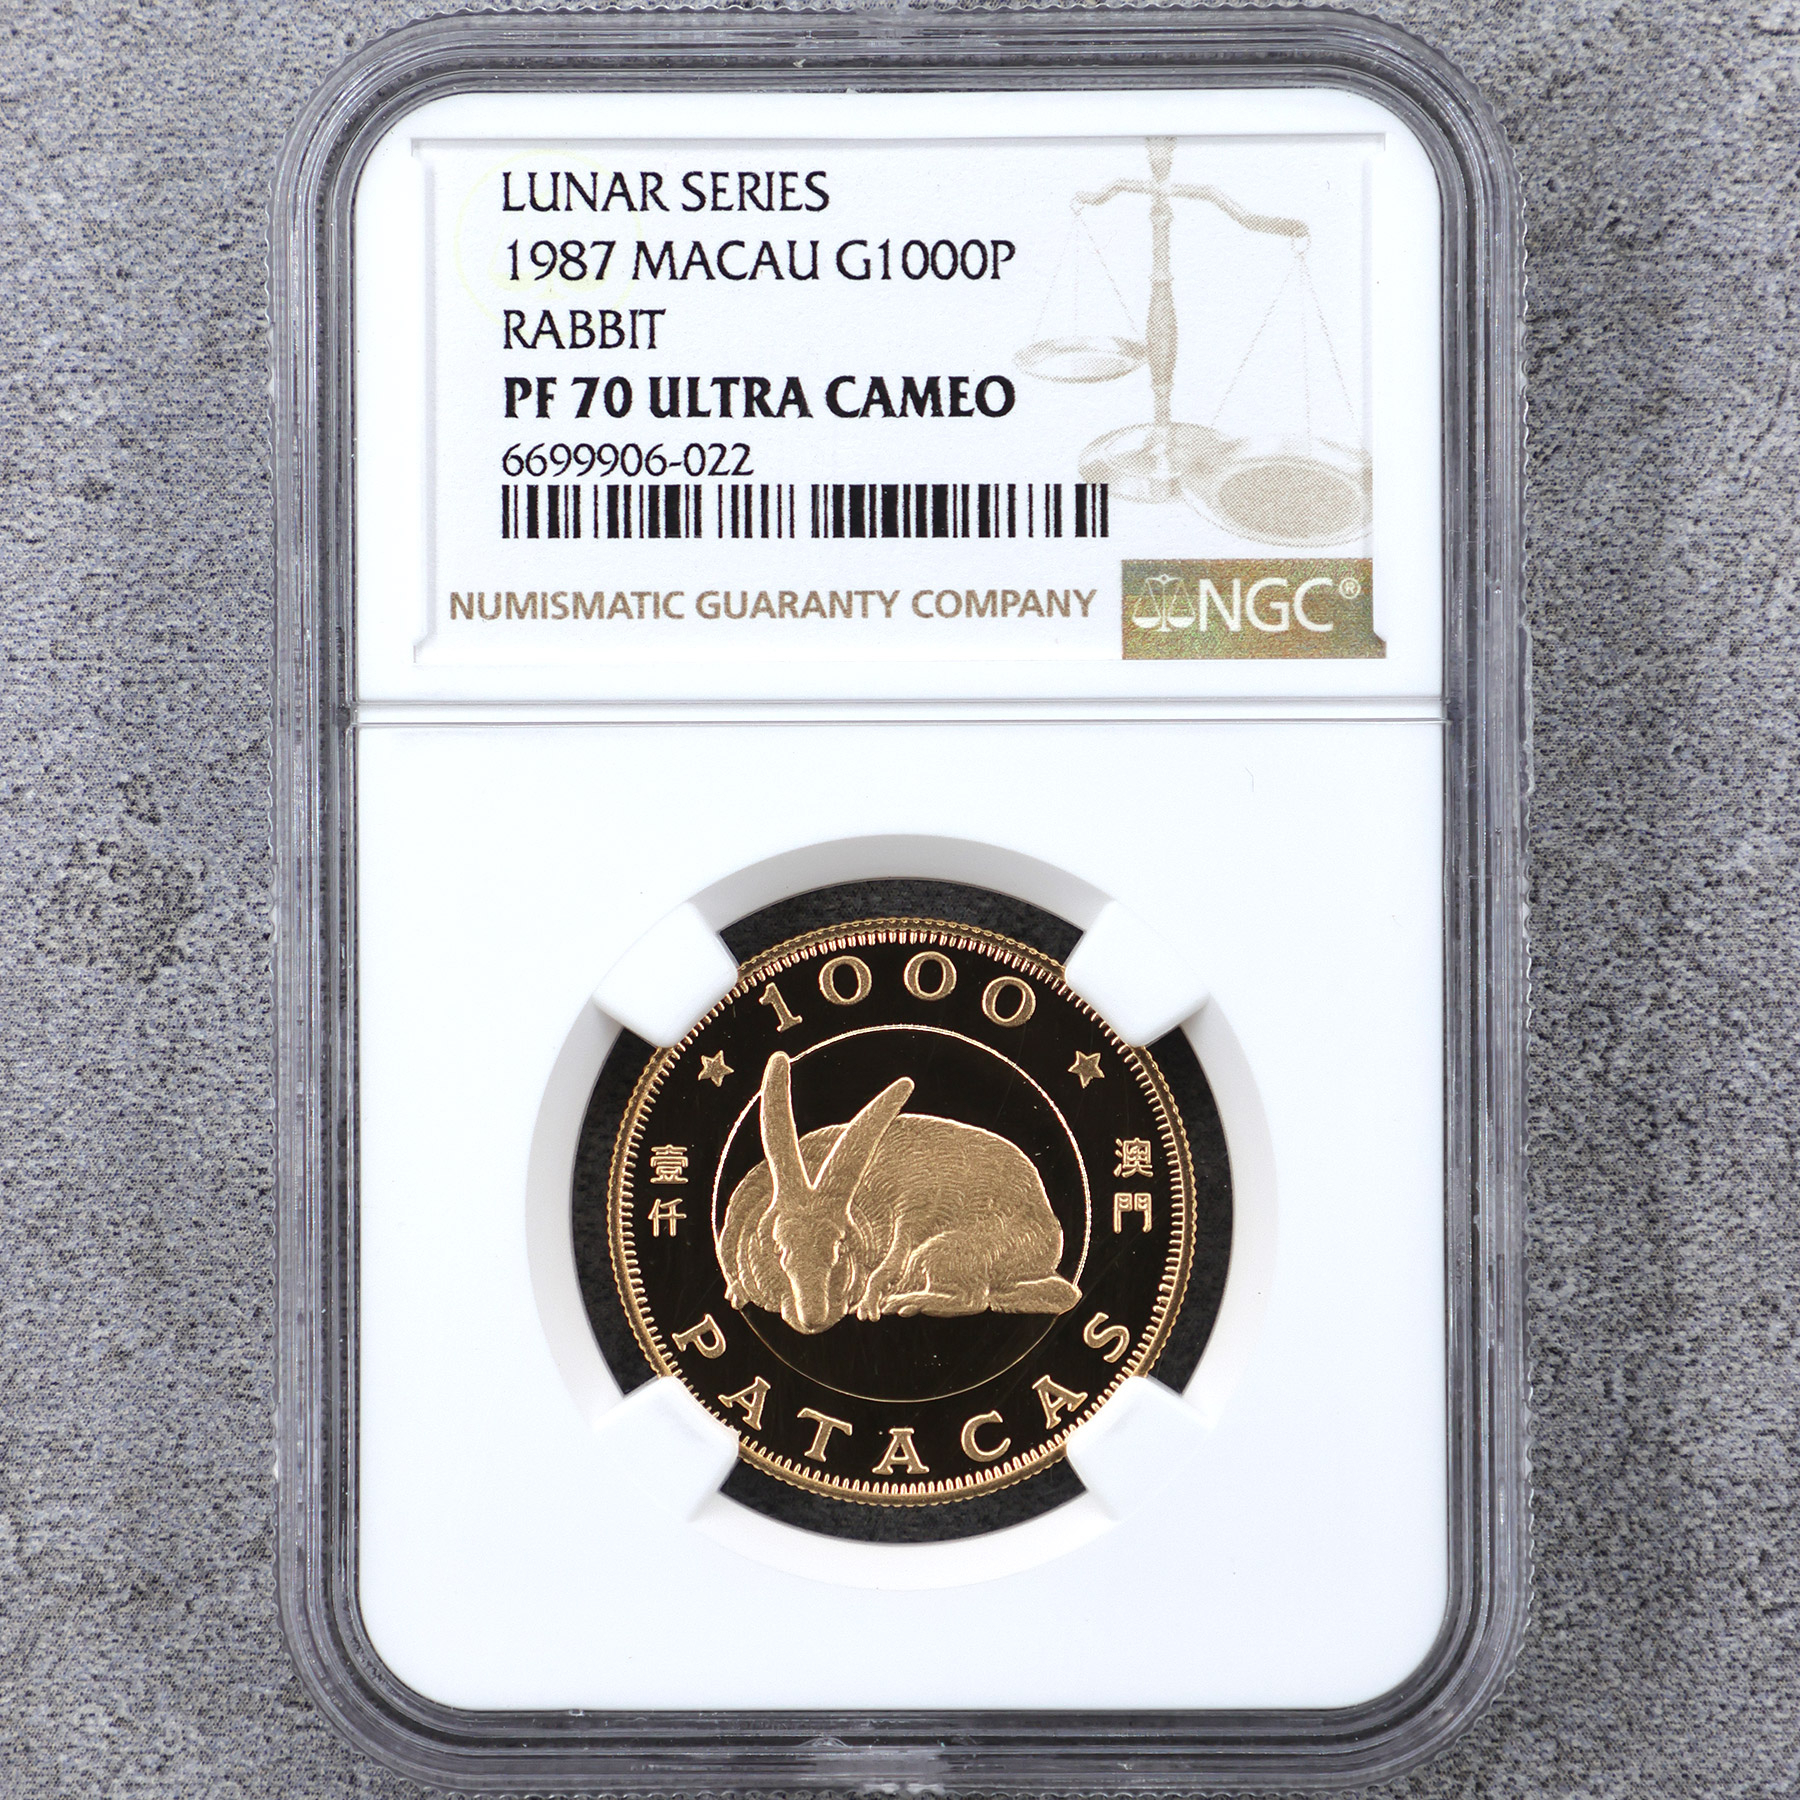 LUNAR SERIES
1987 MACAU G1000P
RABBIT
PF 70 ULTRA CAMEO
6699906-022
NUMISMATIC GUARANTY COMPANY
NGC®
1000
壹仟
澳門
PATACAS